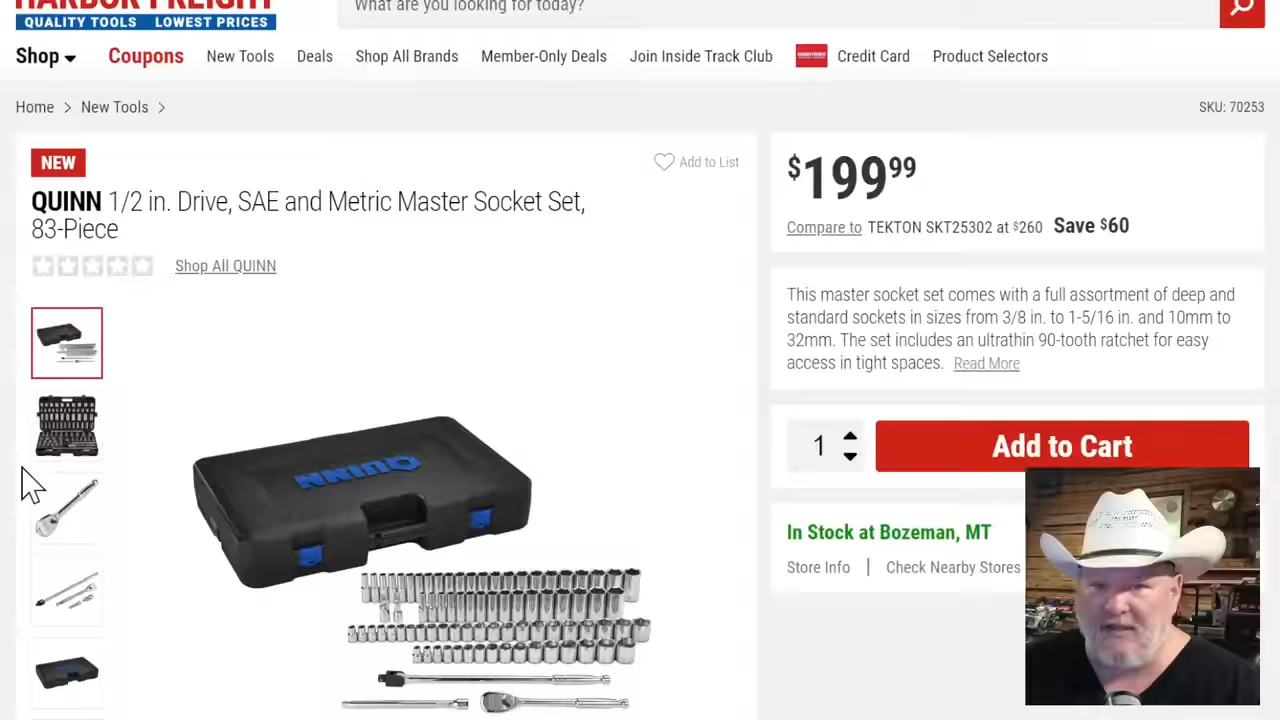 HARBOR FREIGHT
QUALITY TOOLS LOWEST PRICES
What are you looking for today?
Shop
Coupons
New Tools
Deals
Shop All Brands
Member-Only Deals
Join Inside Track Club
Credit Card
Product Selectors
Home > New Tools >
SKU: 70253
NEW
Add to List
QUINN 1/2 in. Drive, SAE and Metric Master Socket Set,
83-Piece
Shop All QUINN
QUINN
$199.99
Compare to TEKTON SKT25302 at $260 Save $60
This master socket set comes with a full assortment of deep and
standard sockets in sizes from 3/8 in. to 1-5/16 in. and 10mm to
32mm. The set includes an ultrathin 90-tooth ratchet for easy
access in tight spaces. Read More
1
Add to Cart
In Stock at Bozeman, MT
Store Info | Check Nearby Stores